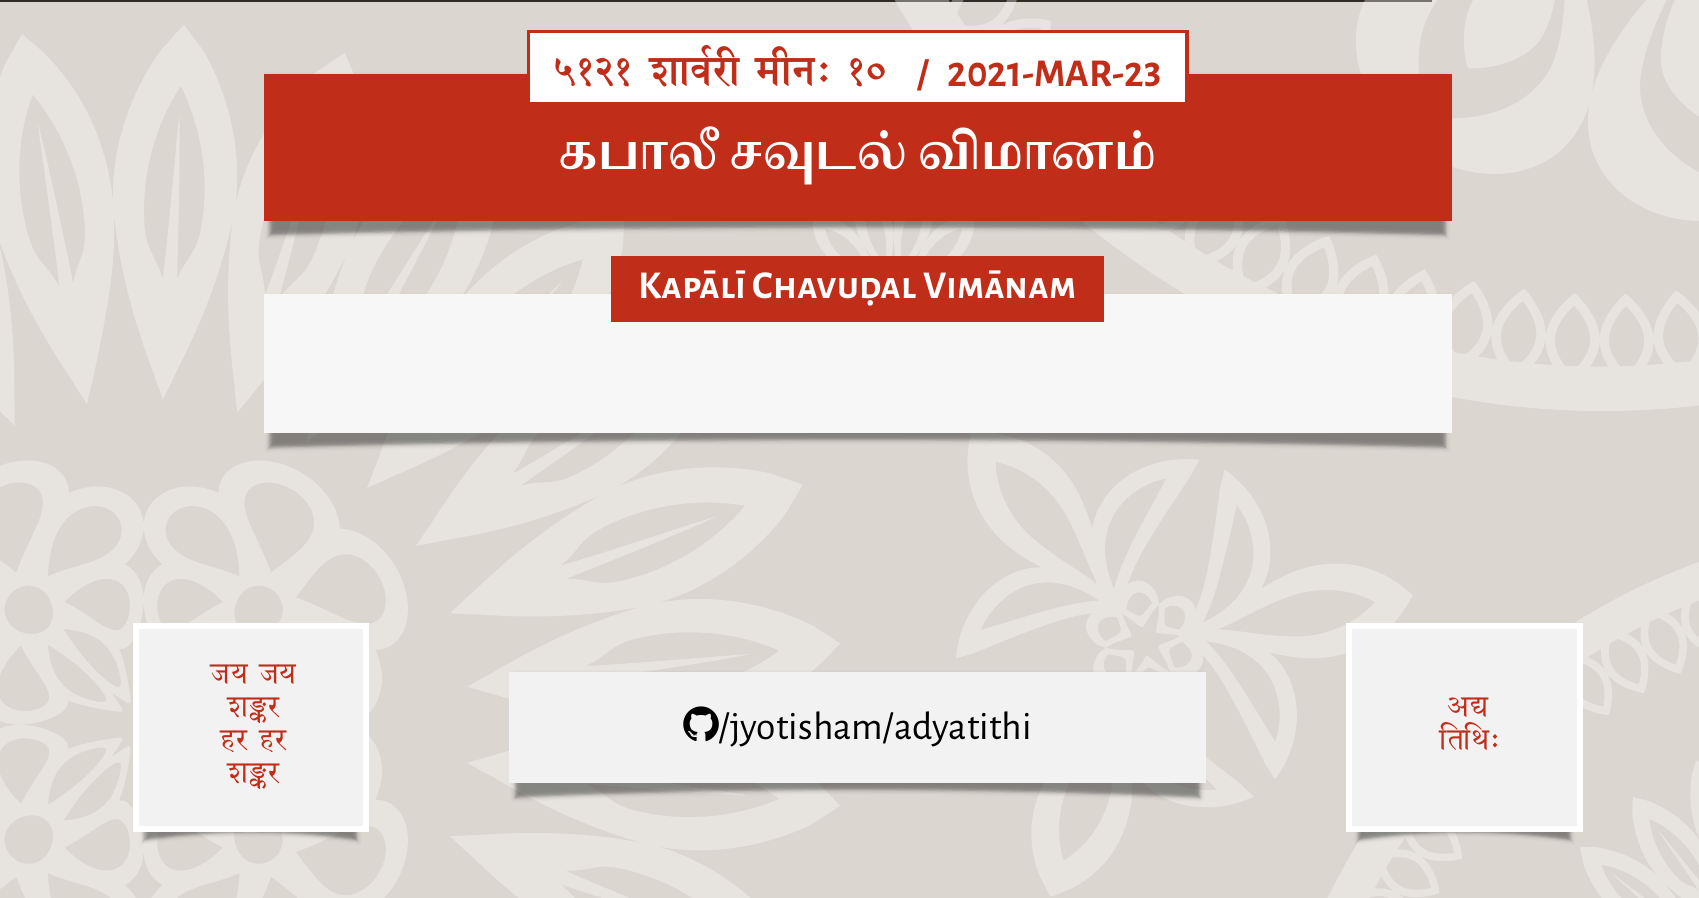 ५१२१ शार्वरी मीनः १० / 2021-MAR-23
கபாலீ சவுடல் விமானம்
Kapālī Chavuḍal Vimānam
जय जय
शङ्कर
हर हर
शङ्कर
/jyotisham/adyatithi
अद्य
तिथिः